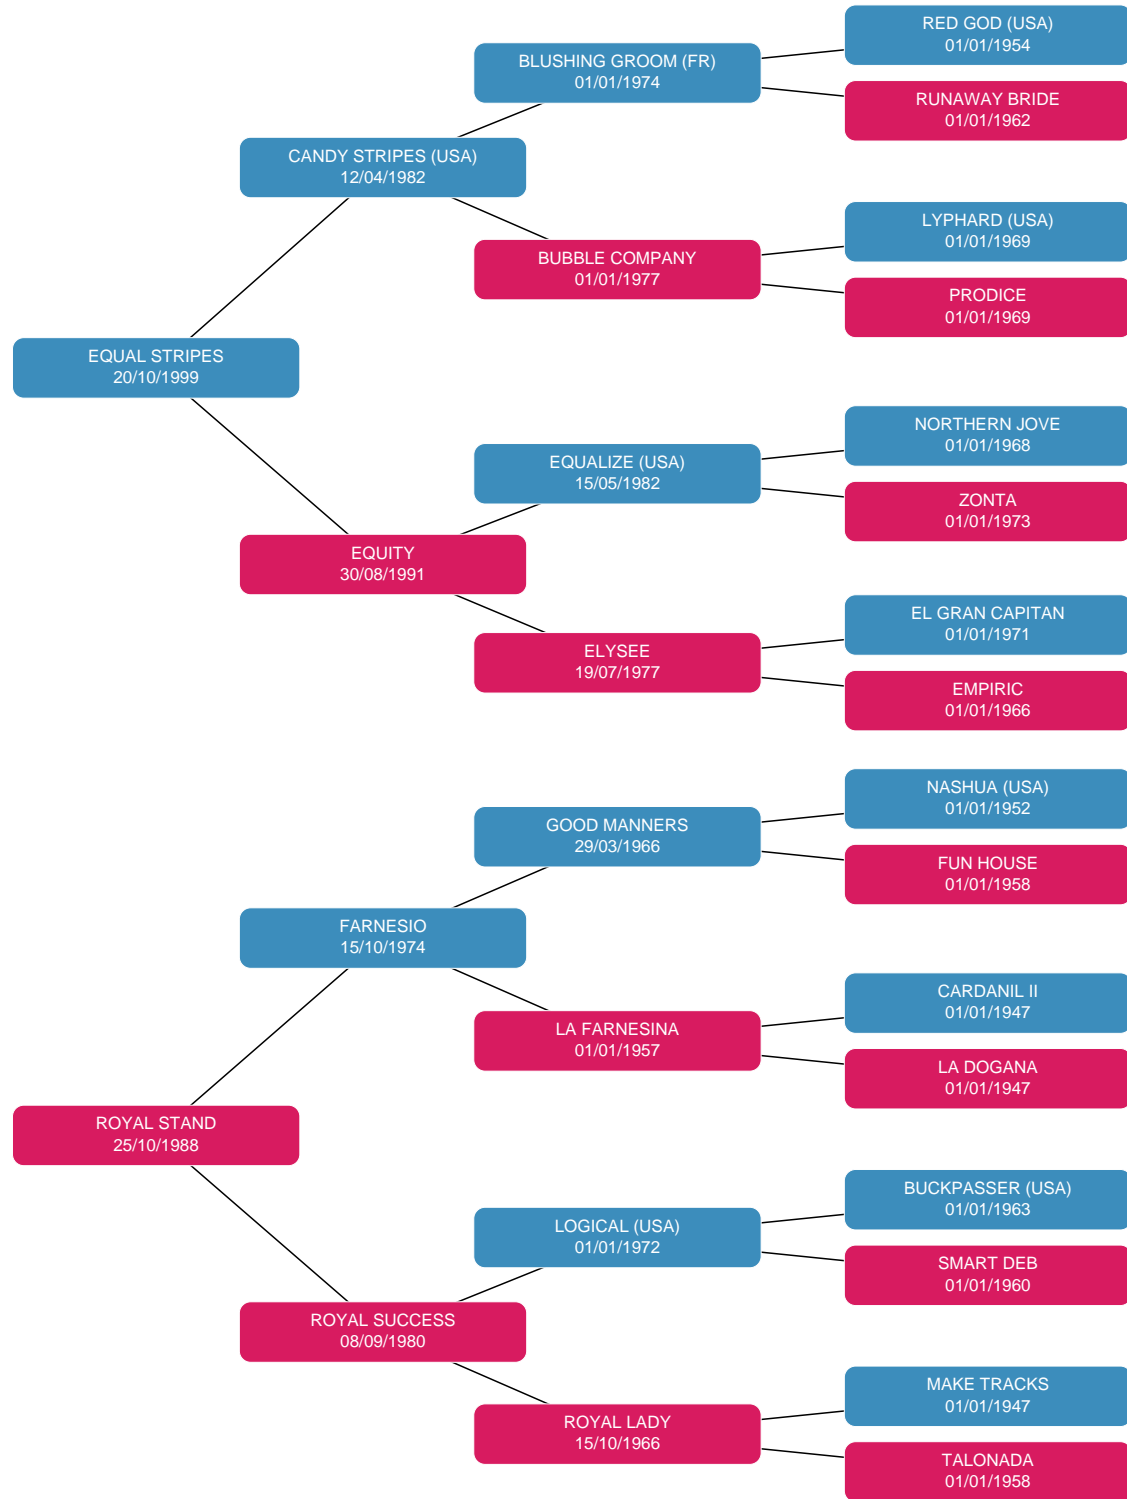 RED GOD (USA)
01/01/1954
BLUSHING GROOM (FR)
01/01/1974
RUNAWAY BRIDE
01/01/1962
CANDY STRIPES (USA)
12/04/1982
LYPHARD (USA)
01/01/1969
BUBBLE COMPANY
01/01/1977
PRODICE
01/01/1969
EQUAL STRIPES
20/10/1999
NORTHERN JOVE
01/01/1968
EQUALIZE (USA)
15/05/1982
ZONTA
01/01/1973
EQUITY
30/08/1991
EL GRAN CAPITAN
01/01/1971
ELYSEE
19/07/1977
EMPIRIC
01/01/1966
NASHUA (USA)
01/01/1952
GOOD MANNERS
29/03/1966
FUN HOUSE
01/01/1958
FARNESIO
15/10/1974
CARDANIL II
01/01/1947
LA FARNESINA
01/01/1957
LA DOGANA
01/01/1947
ROYAL STAND
25/10/1988
BUCKPASSER (USA)
01/01/1963
LOGICAL (USA)
01/01/1972
SMART DEB
01/01/1960
ROYAL SUCCESS
08/09/1980
MAKE TRACKS
01/01/1947
ROYAL LADY
15/10/1966
TALONADA
01/01/1958